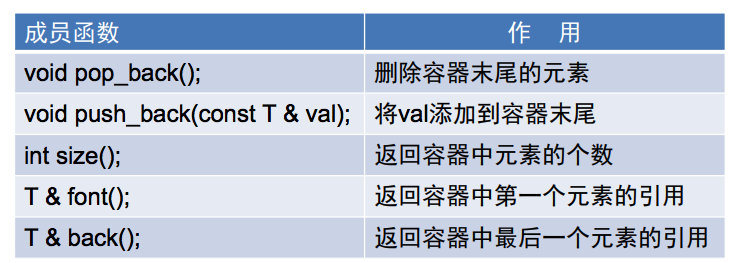 成员函数 作 用
void pop_back(); 删除容器末尾的元素
void push_back(const T & val); 将val添加到容器末尾
int size(); 返回容器中元素的个数
T & font(); 返回容器中第一个元素的引用
T & back(); 返回容器中最后一个元素的引用